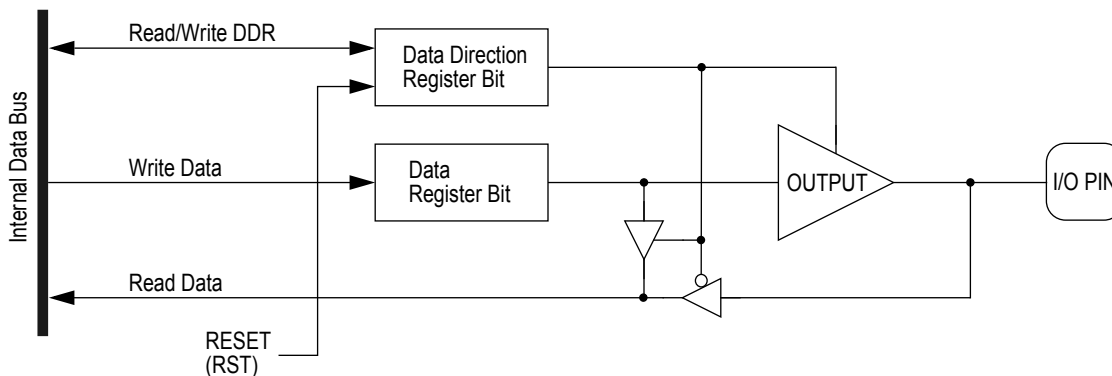 Read/Write DDR
Data Direction
Register Bit
Internal Data Bus
Write Data
Data
Register Bit
OUTPUT
I/O PIN
Read Data
RESET
(RST)